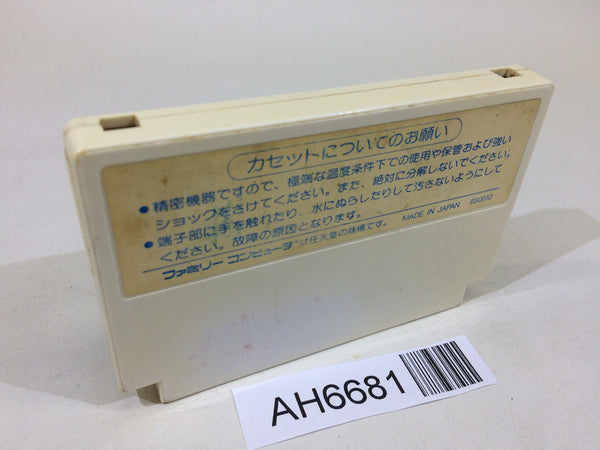 カセットについてのお願い
● 精密機器ですので、極端な温度条件下での使用や保管および強い
ショックをさけてください。また、絶対に分解しないでください。
● 端子部に手を触れたり、水にぬらしたりして汚さないようにして
ください。故障の原因となります。
ファミリーコンピュータは任天堂の商標です。 MADE IN JAPAN 850610
AH6681